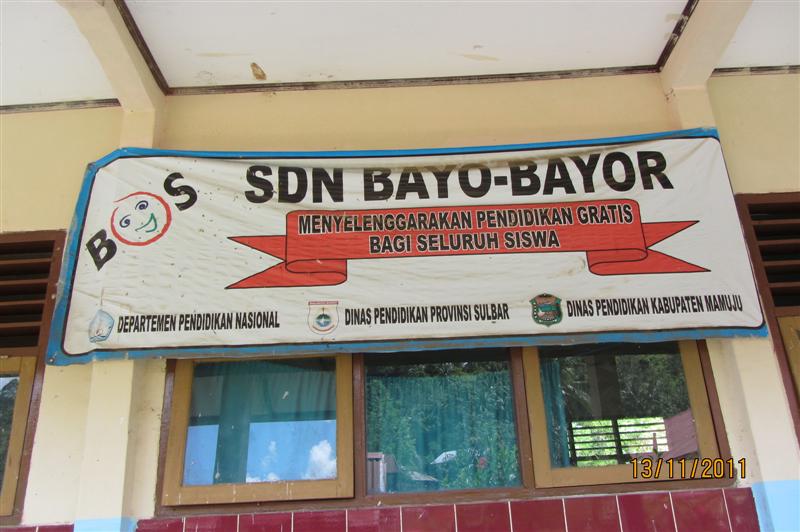 BOS
SDN BAYO-BAYOR
MENYELENGGARAKAN PENDIDIKAN GRATIS
BAGI SELURUH SISWA
DEPARTEMEN PENDIDIKAN NASIONAL
DINAS PENDIDIKAN PROVINSI SULBAR
DINAS PENDIDIKAN KABUPATEN MAMUJU
13/11/2011